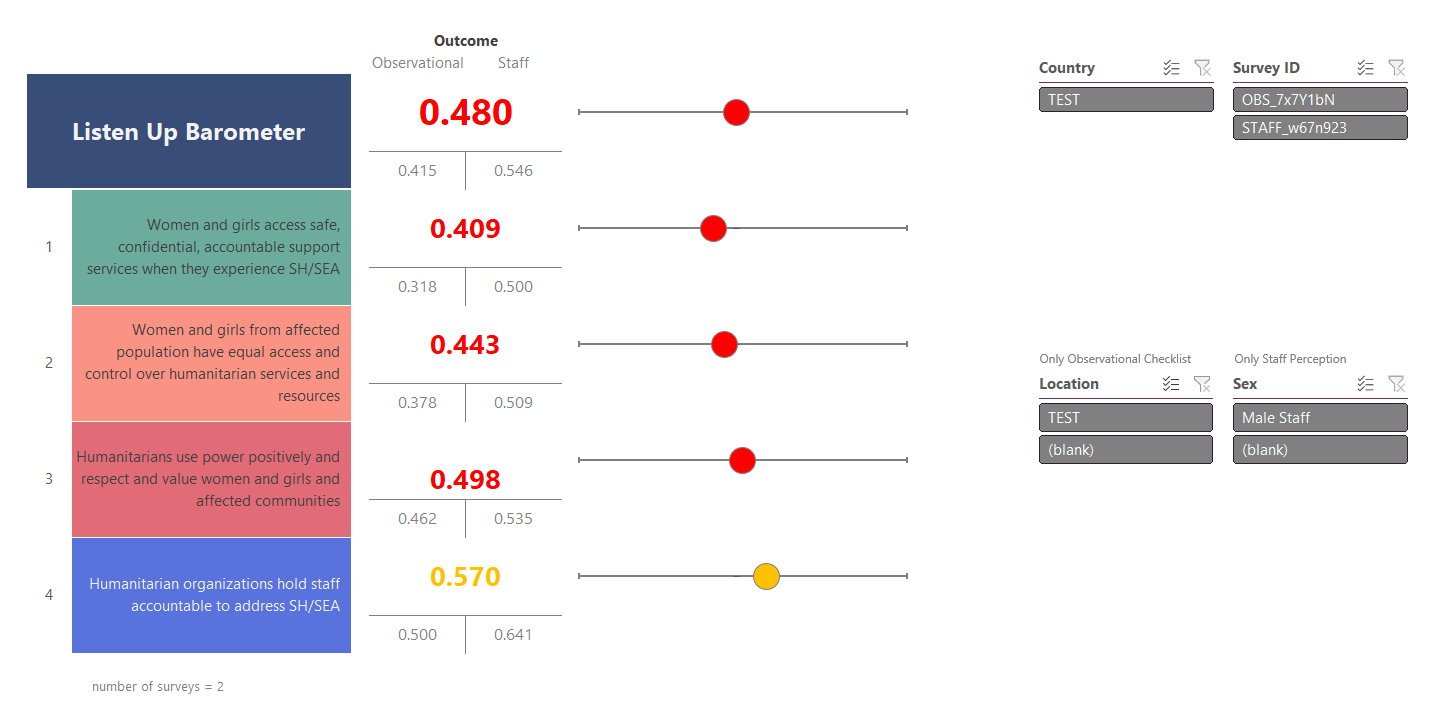 Outcome
Observational Staff
Listen Up Barometer
0.480
0.415 0.546
1
Women and girls access safe,
confidential, accountable support
services when they experience SH/SEA
0.409
0.318 0.500
2
Women and girls from affected
population have equal access and
control over humanitarian services and
resources
0.443
0.378 0.509
3
Humanitarians use power positively and
respect and value women and girls and
affected communities
0.498
0.462 0.535
4
Humanitarian organizations hold staff
accountable to address SH/SEA
0.570
0.500 0.641
number of surveys = 2
Country
TEST
Survey ID
OBS_7x7Y1bN
STAFF_w67n923
Only Observational Checklist
Location
TEST
(blank)
Only Staff Perception
Sex
Male Staff
(blank)